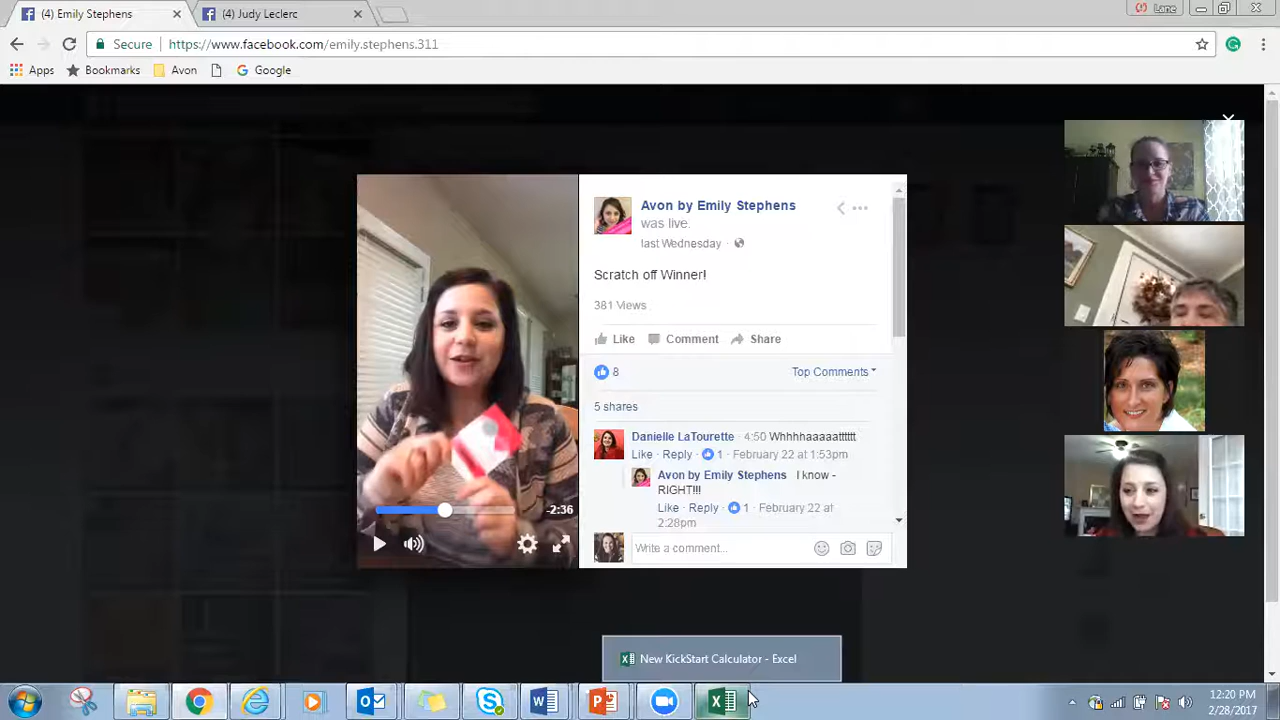 (4) Emily Stephens
(4) Judy Leclerc
Lane
Secure
https://www.facebook.com/emily.stephens.311
Apps
Bookmarks
Avon
Google
Avon by Emily Stephens
was live.
last Wednesday ·
Scratch off Winner!
381 Views
Like
Comment
Share
8
Top Comments
5 shares
Danielle LaTourette · 4:50 Whhhhaaaaatttttt
Like · Reply · 1 · February 22 at 1:53pm
Avon by Emily Stephens I know -
RIGHT!!!
Like · Reply · 1 · February 22 at
2:28pm
Write a comment...
-2:36
New KickStart Calculator - Excel
12:20 PM
2/28/2017